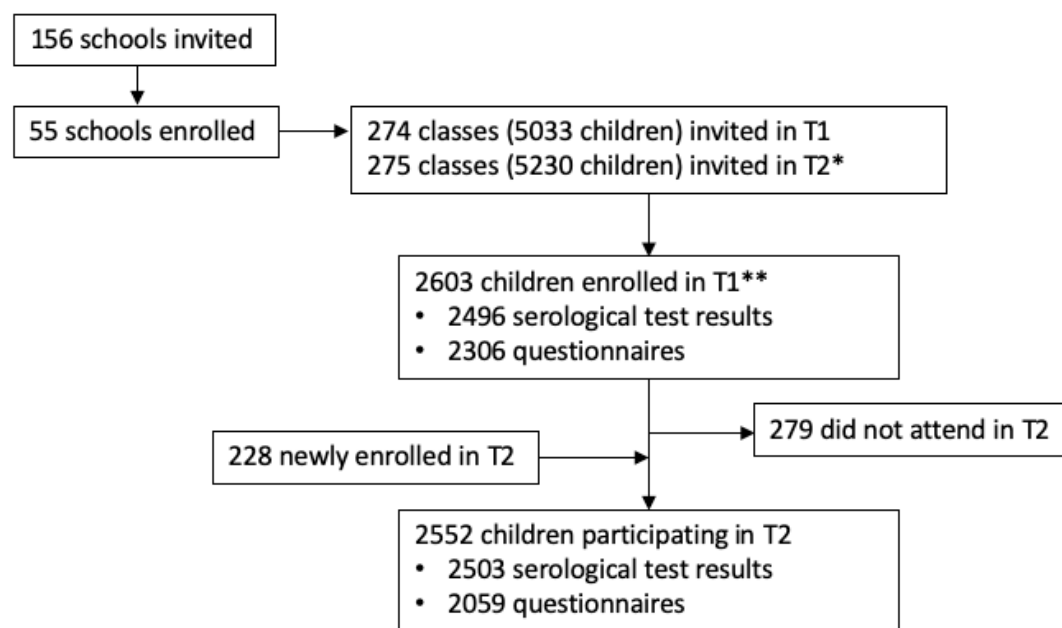 156 schools invited
55 schools enrolled
274 classes (5033 children) invited in T1
275 classes (5230 children) invited in T2*
2603 children enrolled in T1**
• 2496 serological test results
• 2306 questionnaires
279 did not attend in T2
228 newly enrolled in T2
2552 children participating in T2
• 2503 serological test results
• 2059 questionnaires